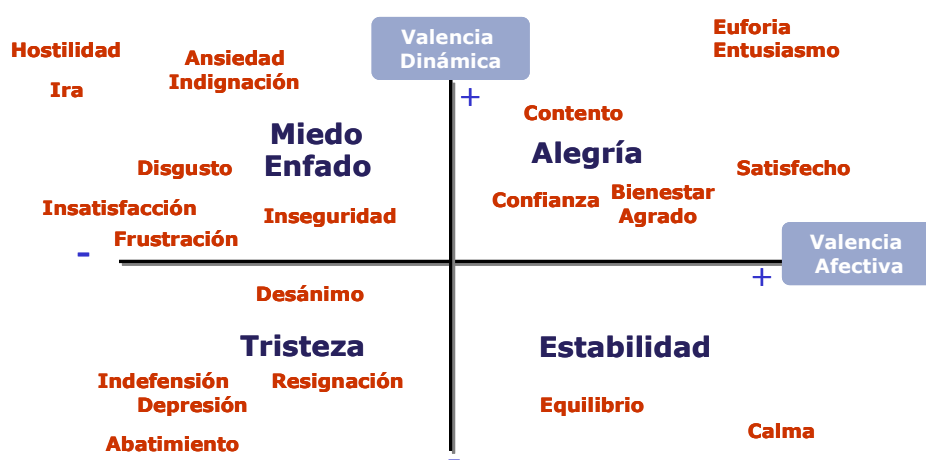 Valencia
Dinámica
+
Hostilidad
Ira
Ansiedad
Indignación
Miedo
Enfado
Disgusto
Insatisfacción
Inseguridad
Frustración
-
Euforia
Entusiasmo
Contento
Alegría
Satisfecho
Confianza
Bienestar
Agrado
Valencia
Afectiva
+
Desánimo
Tristeza
Indefensión
Resignación
Depresión
Abatimiento
Estabilidad
Equilibrio
Calma
-